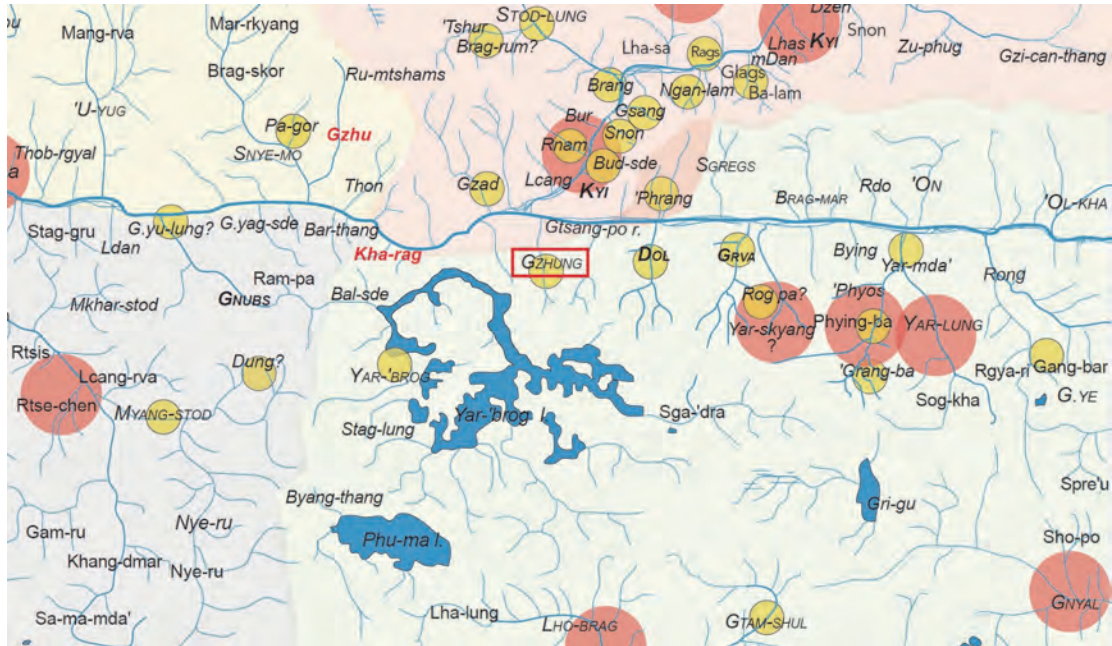 Mang-rva
Mar-rkyang
STOD-LUNG
'Tshur
Brag-rum?
Lha-sa
Rags
Dzen
Lhas KYI
Snon
mDan
Zu-phug
Gzi-can-thang
Brag-skor
Ru-mtshams
Brang
Glags
Ngan-lam
Ba-lam
'U-YUG
Pa-gor
Gzhu
Bur
Gsang
Snon
Rnam
Thob-rgyal
SNYE-MO
Bud-sde
SGREGS
a
Thon
Gzad
Lcang
KYI
'Phrang
BRAG-MAR
Rdo
'ON
'OL-KHA
Stag-gru
Ldan
G.yu-lung?
G.yag-sde
Bar-thang
Kha-rag
Gtsang-po r.
GZHUNG
DOL
GRVA
Bying
Yar-mda'
Rong
Mkhar-stod
Ram-pa
GNUBS
Bal-sde
Rog pa?
'Phyos
Phying-ba
YAR-LUNG
Yar-skyang
?
Rtsis
Lcang-rva
Dung?
YAR-'BROG
'Grang-ba
Rgya-ri
Gang-bar
G.YE
Rtse-chen
MYANG-STOD
Yar-'brog l.
Sga-'dra
Sog-kha
Stag-lung
Byang-thang
Gri-gu
Spre'u
Gam-ru
Nye-ru
Phu-ma l.
Sho-po
Khang-dmar
Nye-ru
GNYAL
Sa-ma-mda'
Lha-lung
LHO-BRAG
GTAM-SHUL